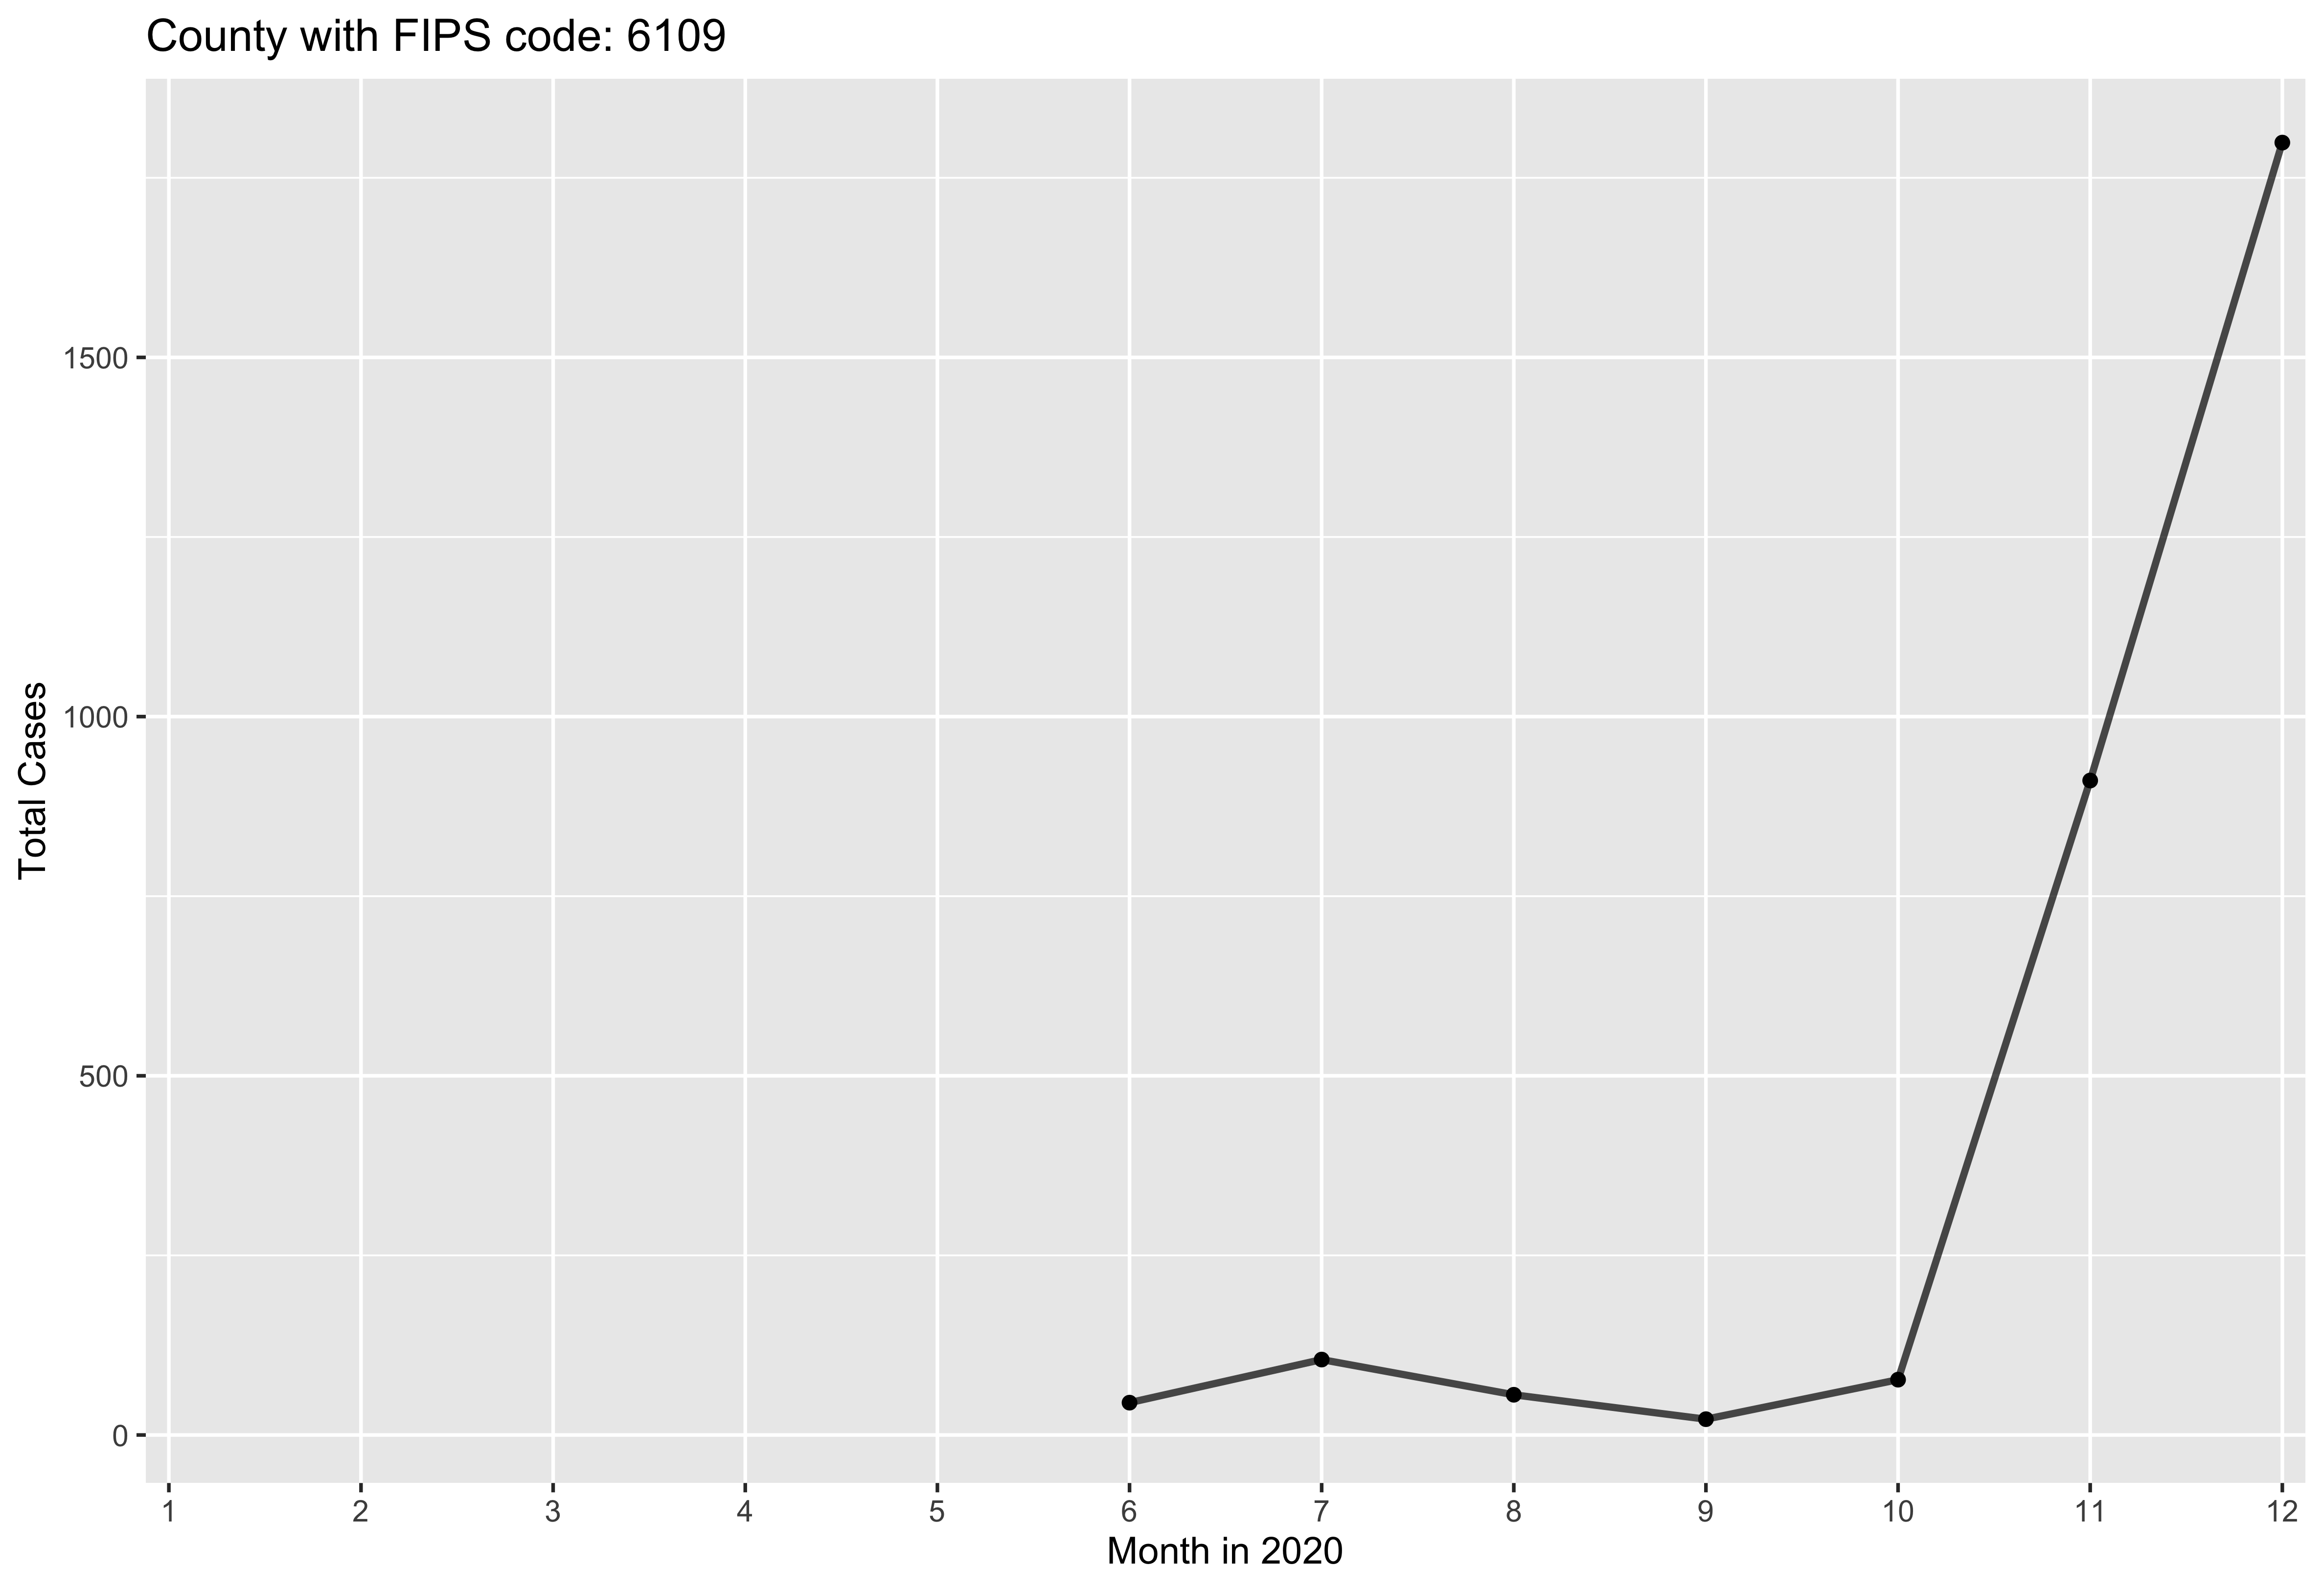 County with FIPS code: 6109
Total Cases
1500
1000
500
0
1 2 3 4 5 6 7 8 9 10 11 12
Month in 2020